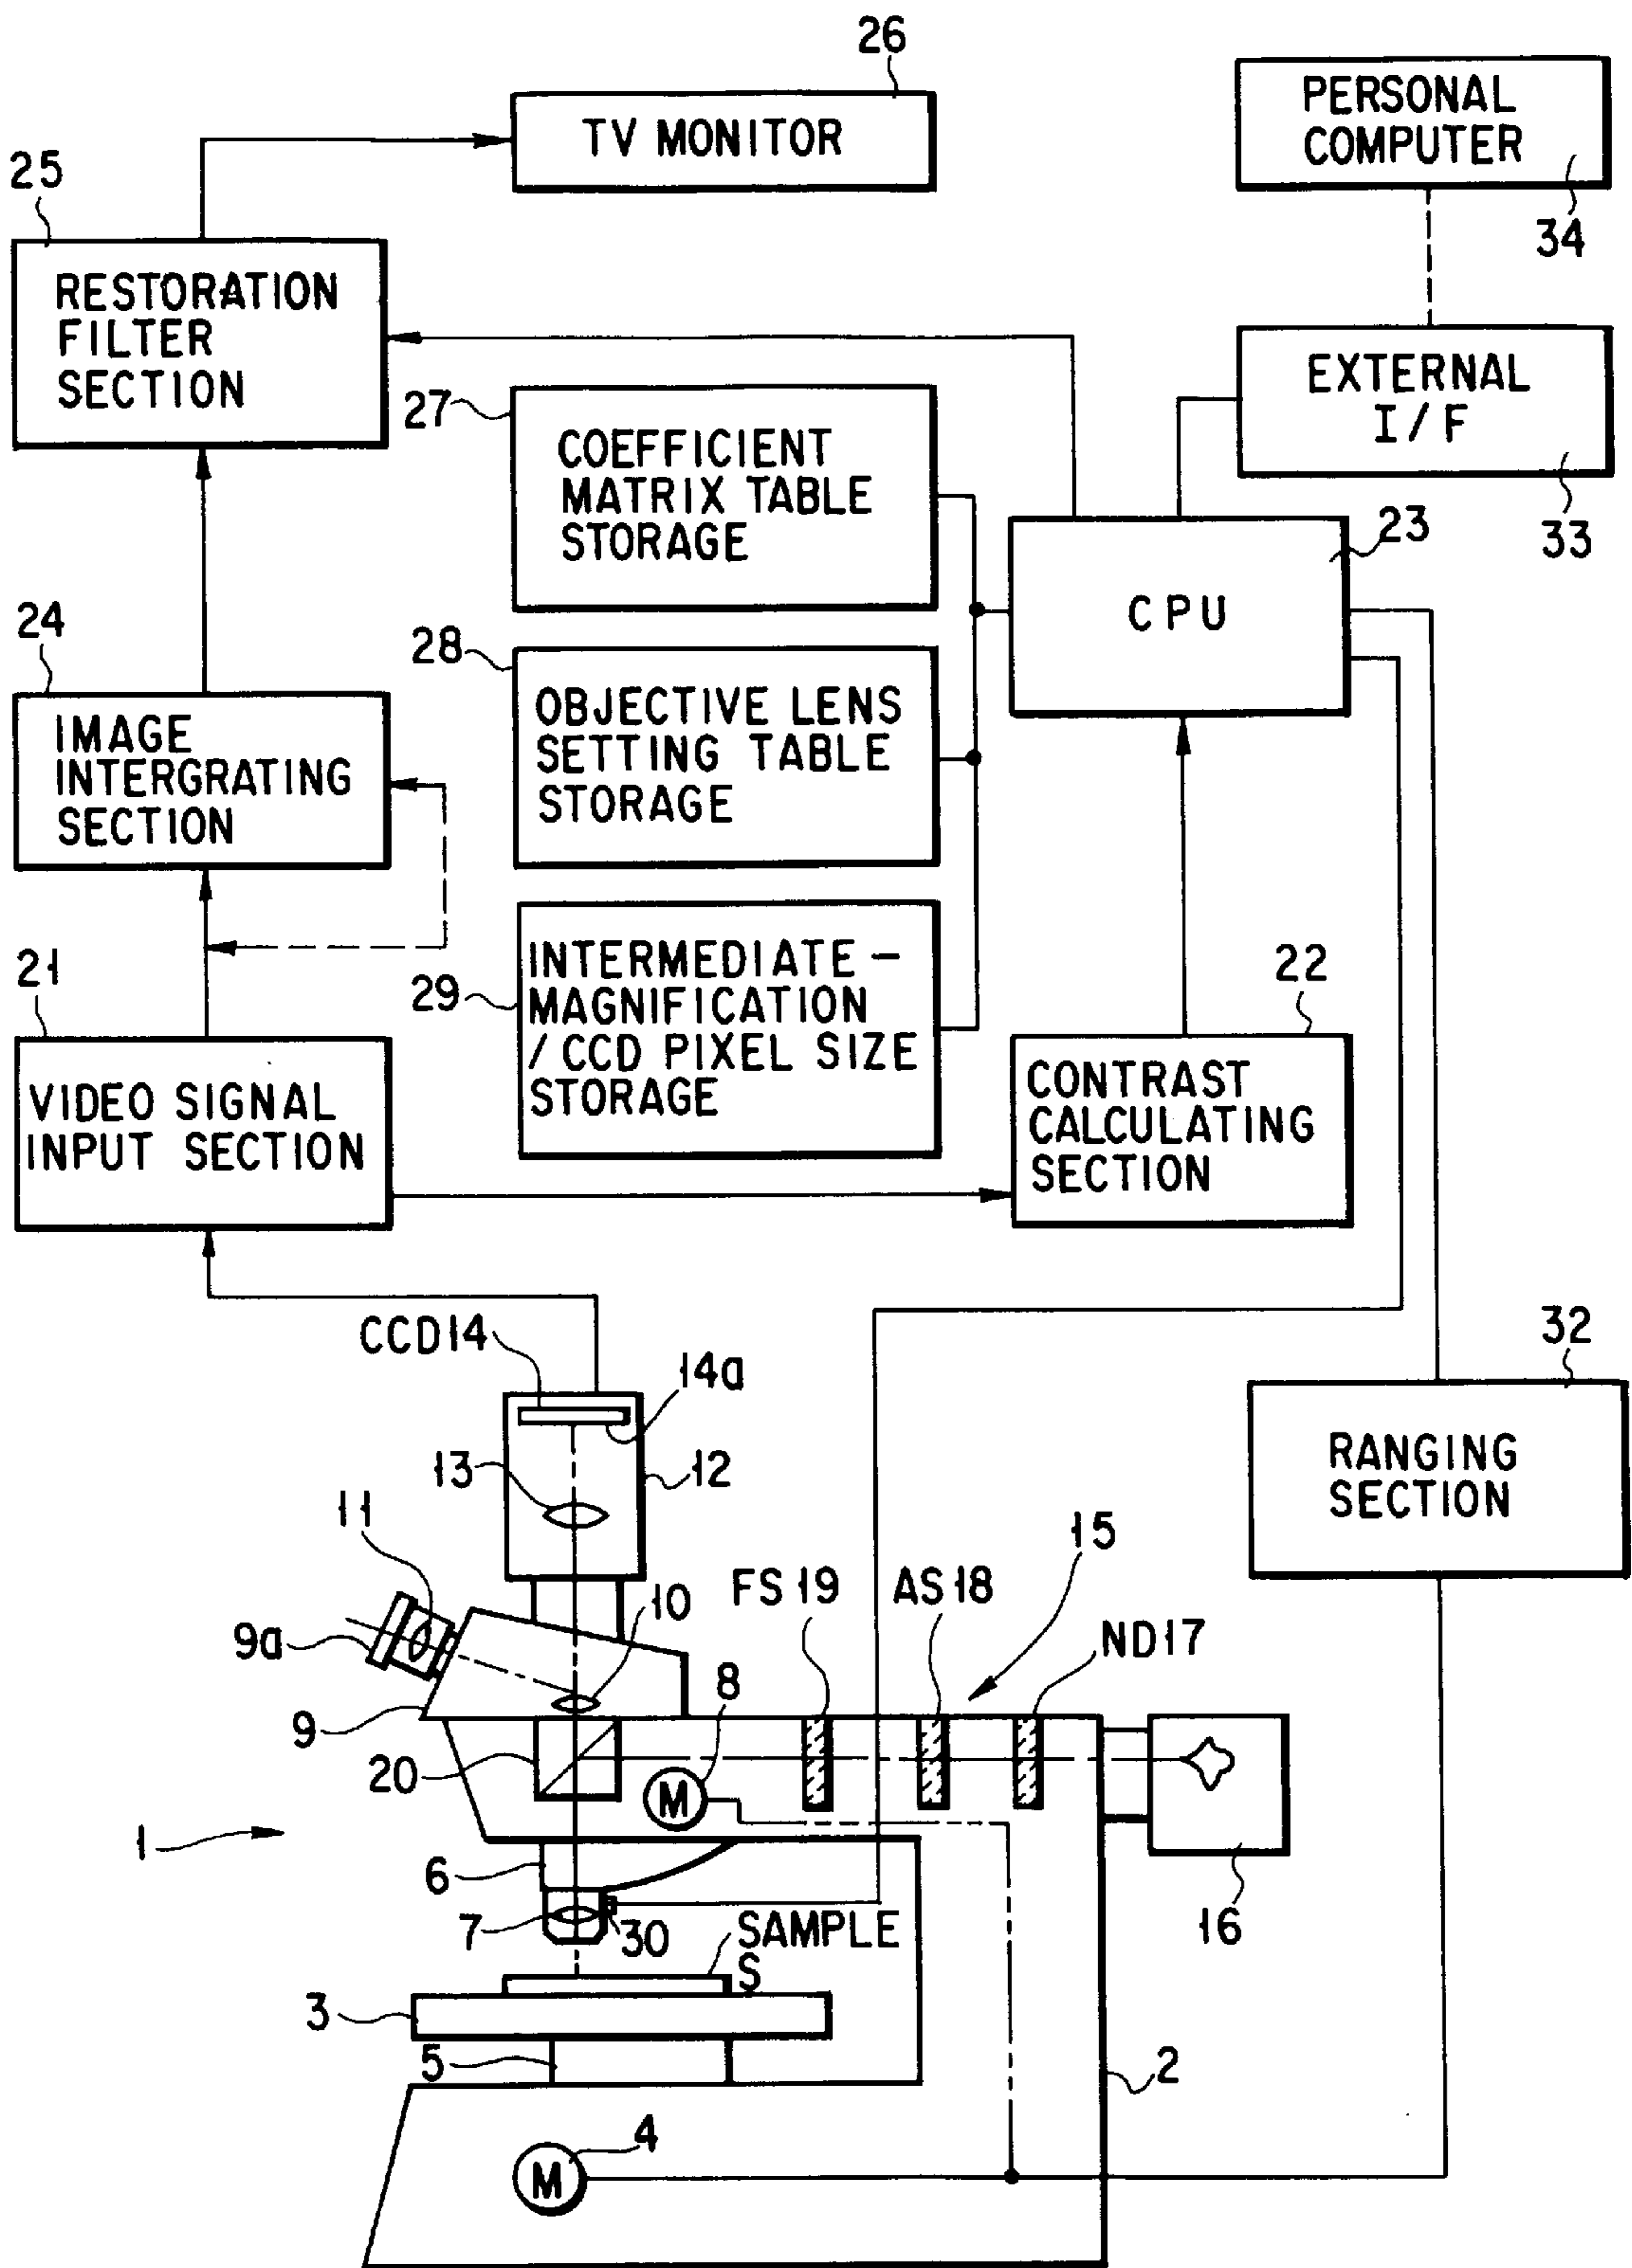 26
TV MONITOR
PERSONAL
COMPUTER
34
25
RESTORATION
FILTER
SECTION
EXTERNAL
I/F
33
27
COEFFICIENT
MATRIX TABLE
STORAGE
23
CPU
24
IMAGE
INTERGRATING
SECTION
28
OBJECTIVE LENS
SETTING TABLE
STORAGE
29
INTERMEDIATE-
MAGNIFICATION
/CCD PIXEL SIZE
STORAGE
21
VIDEO SIGNAL
INPUT SECTION
22
CONTRAST
CALCULATING
SECTION
32
RANGING
SECTION
CCD14
14a
13
12
11
9a
10
9
8
FS19
AS18
15
ND17
20
M
1
6
16
7
30
SAMPLE
S
3
5
2
4
M